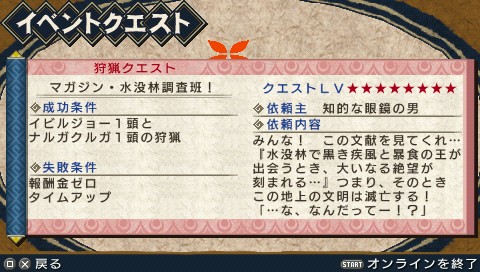 イベントクエスト
狩猟クエスト
マガジン・水没林調査班！
クエストLV★★★★★★★★
成功条件
イビルジョー１頭と
ナルガクルガ１頭の狩猟
失敗条件
報酬金ゼロ
タイムアップ
依頼主 知的な眼鏡の男
依頼内容
みんな！ この文献を見てくれ…
『水没林で黒き疾風と暴食の王が
出会うとき、大いなる絶望が
刻まれる…』つまり、そのとき
この地上の文明は滅亡する！
「…な、なんだってー！？」
戻る
START オンラインを終了